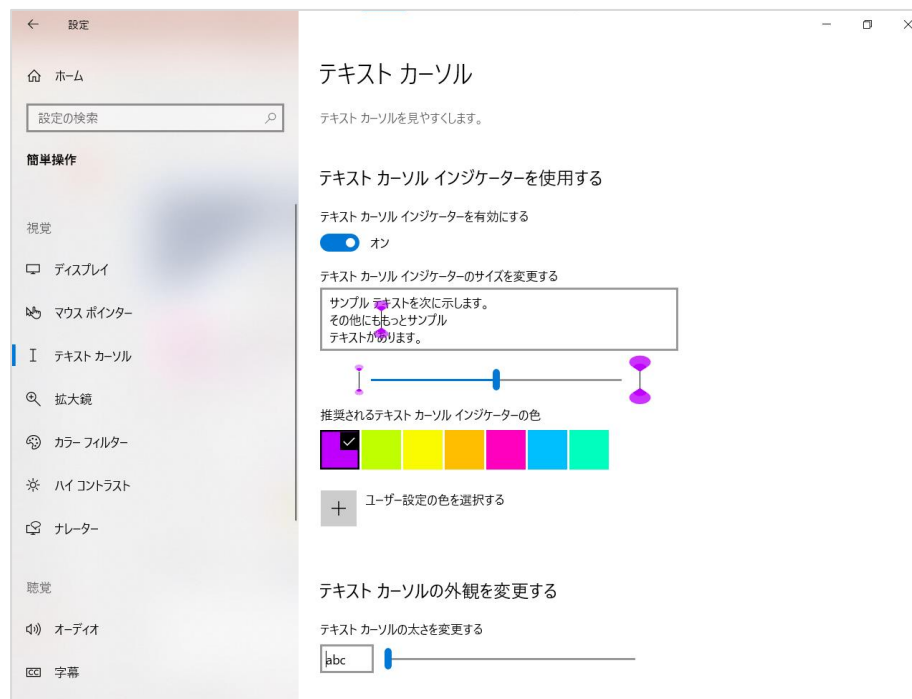 設定
ホーム
設定の検索
簡単操作
視覚
ディスプレイ
マウス ポインター
テキスト カーソル
拡大鏡
カラー フィルター
ハイ コントラスト
ナレーター
聴覚
オーディオ
字幕
テキスト カーソル
テキスト カーソルを見やすくします。
テキスト カーソル インジケーターを使用する
テキスト カーソル インジケーターを有効にする
オン
テキスト カーソル インジケーターのサイズを変更する
サンプル テキストを次に示します。
その他にももっとサンプル
テキストがあります。
推奨されるテキスト カーソル インジケーターの色
ユーザー設定の色を選択する
テキスト カーソルの外観を変更する
テキスト カーソルの太さを変更する
abc